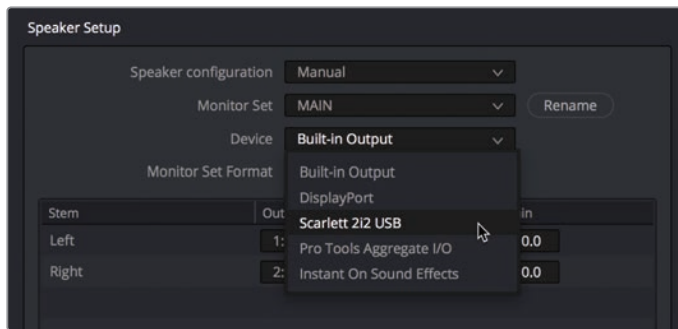 Speaker Setup
Speaker configuration Manual
Monitor Set MAIN Rename
Device Built-in Output
Monitor Set Format Built-in Output
DisplayPort
Stem Out in
Scarlett 2i2 USB
Left 1: 0.0
Pro Tools Aggregate I/O
Right 2: Instant On Sound Effects 0.0